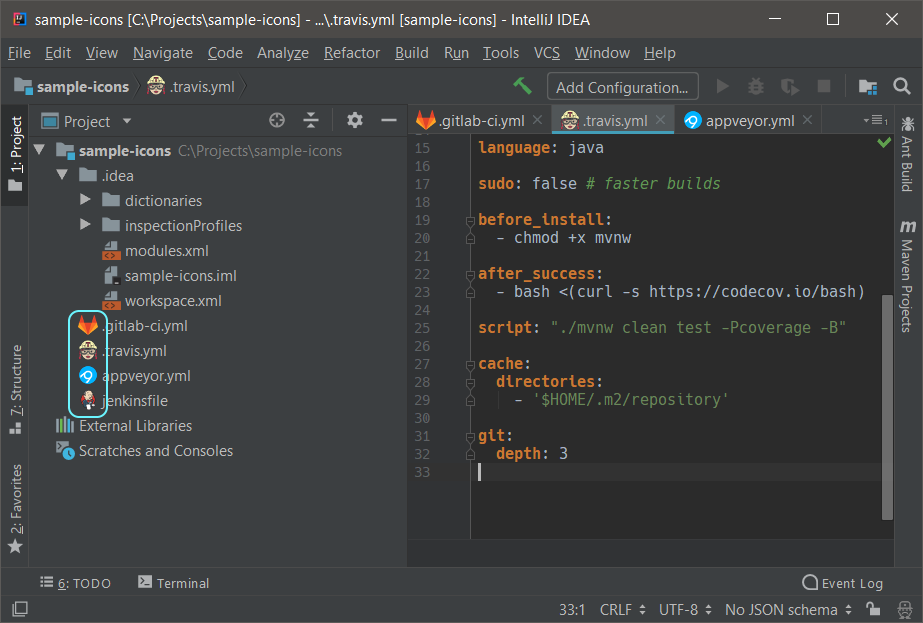 sample-icons [C:\Projects\sample-icons] - ...\.travis.yml [sample-icons] - IntelliJ IDEA
File Edit View Navigate Code Analyze Refactor Build Run Tools VCS Window Help
sample-icons .travis.yml Add Configuration...
1: Project
7: Structure
2: Favorites
Project
sample-icons C:\Projects\sample-icons
.idea
dictionaries
inspectionProfiles
modules.xml
sample-icons.iml
workspace.xml
.gitlab-ci.yml
.travis.yml
appveyor.yml
jenkinsfile
External Libraries
Scratches and Consoles
.gitlab-ci.yml .travis.yml appveyor.yml 1
15 language: java
16
17 sudo: false # faster builds
18
19 before_install:
20 - chmod +x mvnw
21
22 after_success:
23 - bash <(curl -s https://codecov.io/bash)
24
25 script: "./mvnw clean test -Pcoverage -B"
26
27 cache:
28 directories:
29 - '$HOME/.m2/repository'
30
31 git:
32 depth: 3
33
Ant Build
m Maven Projects
6: TODO Terminal Event Log
33:1 CRLF UTF-8 No JSON schema